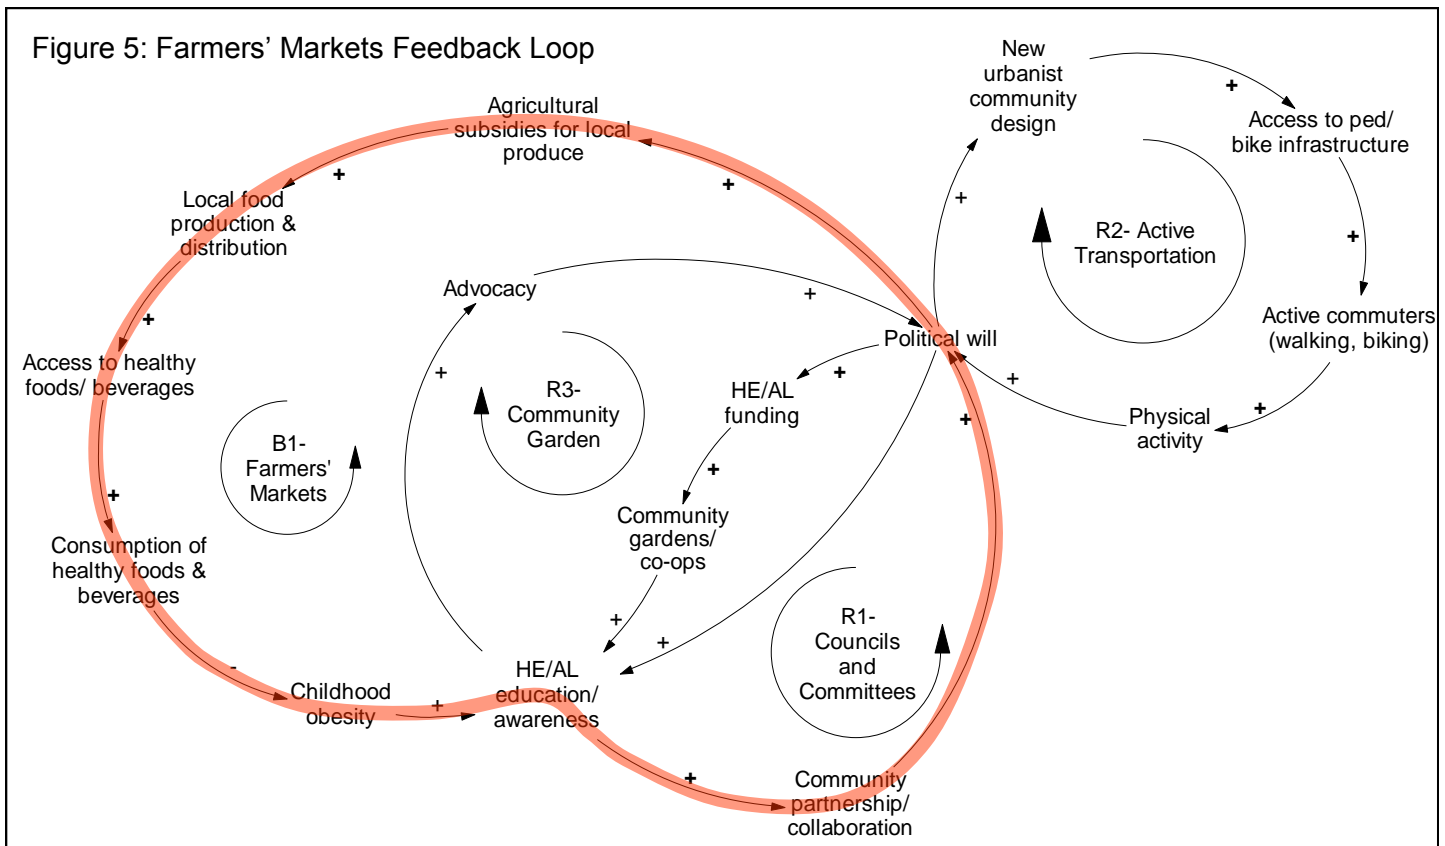 Figure 5: Farmers' Markets Feedback Loop
New
urbanist
community
design
+
Access to ped/
bike infrastructure
Agricultural
subsidies for local
produce
+
+
+
R2- Active
Transportation
+
Local food
production &
distribution
Advocacy
+
+
Active commuters
(walking, biking)
Political will
Access to healthy
foods/ beverages
+
+
+
HE/AL
funding
R3-
Community
Garden
+
Physical
activity
+
B1-
Farmers'
Markets
+
+
Community
gardens/
co-ops
Consumption of
healthy foods &
beverages
+
+
R1-
Councils
and
Committees
-
Childhood
obesity
+
HE/AL
education/
awareness
+
Community
partnership/
collaboration